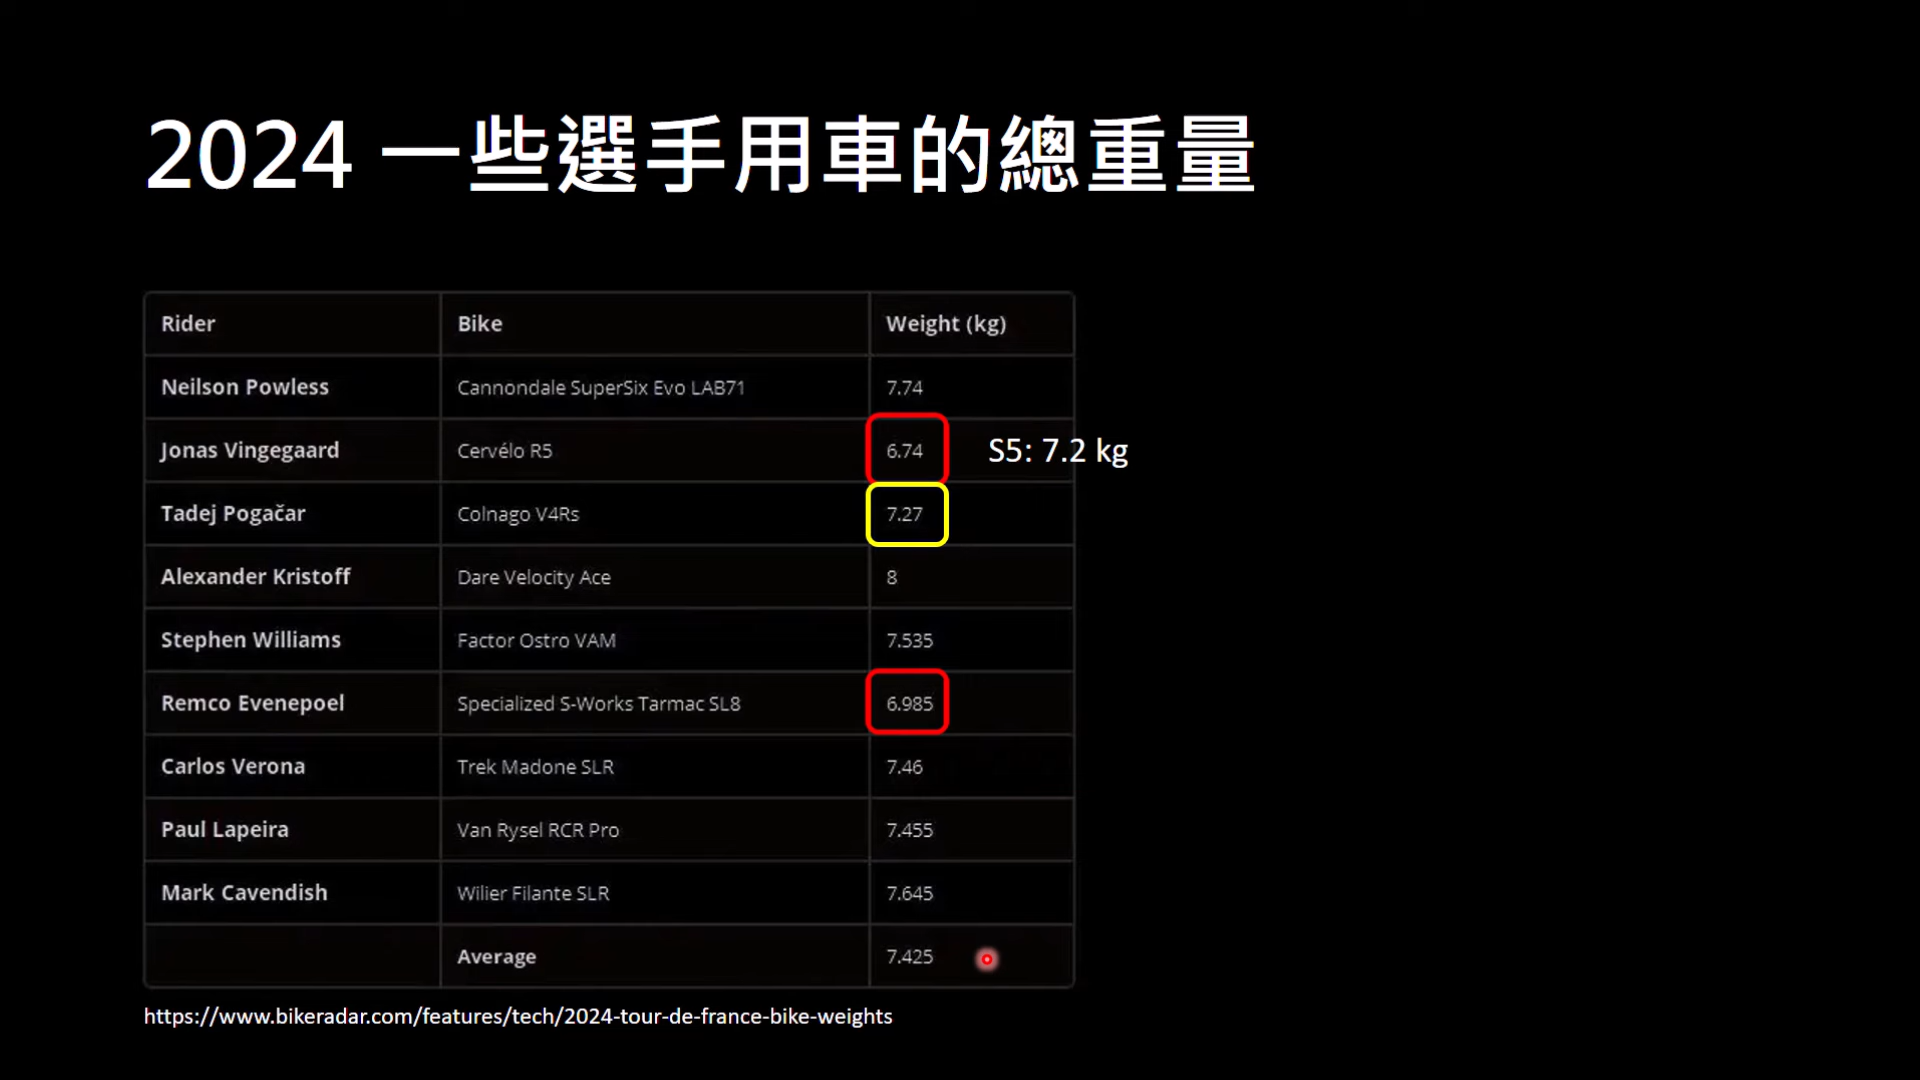 2024 一些選手用車的總重量
Rider Bike Weight (kg)
Neilson Powless Cannondale SuperSix Evo LAB71 7.74
Jonas Vingegaard Cervélo R5 6.74 S5: 7.2 kg
Tadej Pogačar Colnago V4Rs 7.27
Alexander Kristoff Dare Velocity Ace 8
Stephen Williams Factor Ostro VAM 7.535
Remco Evenepoel Specialized S-Works Tarmac SL8 6.985
Carlos Verona Trek Madone SLR 7.46
Paul Lapeira Van Rysel RCR Pro 7.455
Mark Cavendish Wilier Filante SLR 7.645
Average 7.425
https://www.bikeradar.com/features/tech/2024-tour-de-france-bike-weights